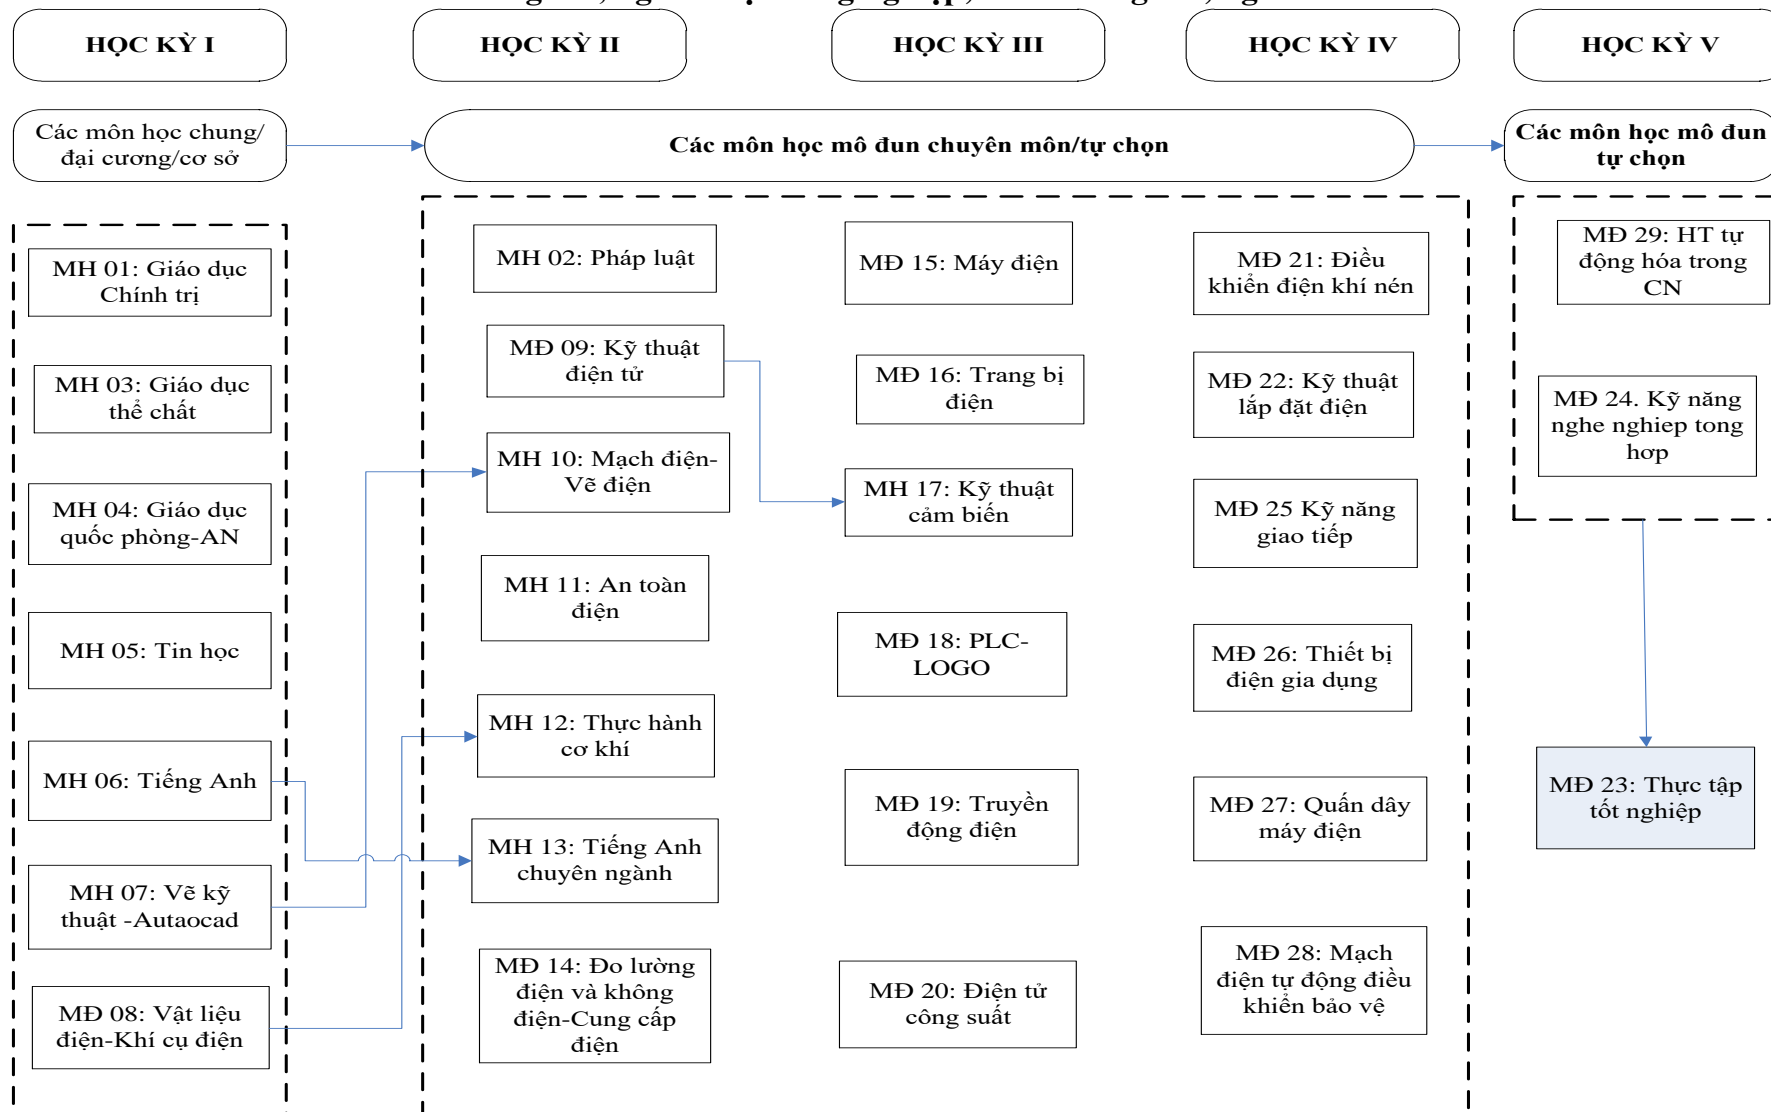 HỌC KỲ I
HỌC KỲ II
HỌC KỲ III
HỌC KỲ IV
HỌC KỲ V
Các môn học chung/
đại cương/cơ sở
Các môn học mô đun chuyên môn/tự chọn
Các môn học mô đun
tự chọn
MH 01: Giáo dục
Chính trị
MH 03: Giáo dục
thể chất
MH 04: Giáo dục
quốc phòng-AN
MH 05: Tin học
MH 06: Tiếng Anh
MH 07: Vẽ kỹ
thuật -Autaocad
MĐ 08: Vật liệu
điện-Khí cụ điện
MH 02: Pháp luật
MĐ 09: Kỹ thuật
điện tử
MH 10: Mạch điện-
Vẽ điện
MH 11: An toàn
điện
MH 12: Thực hành
cơ khí
MH 13: Tiếng Anh
chuyên ngành
MĐ 14: Đo lường
điện và không
điện-Cung cấp
điện
MĐ 15: Máy điện
MĐ 16: Trang bị
điện
MH 17: Kỹ thuật
cảm biến
MĐ 18: PLC-
LOGO
MĐ 19: Truyền
động điện
MĐ 20: Điện tử
công suất
MĐ 21: Điều
khiển điện khí nén
MĐ 22: Kỹ thuật
lắp đặt điện
MĐ 25 Kỹ năng
giao tiếp
MĐ 26: Thiết bị
điện gia dụng
MĐ 27: Quấn dây
máy điện
MĐ 28: Mạch
điện tự động điều
khiển bảo vệ
MĐ 29: HT tự
động hóa trong
CN
MĐ 24. Kỹ năng
nghe nghiep tong
hơp
MĐ 23: Thực tập
tốt nghiệp